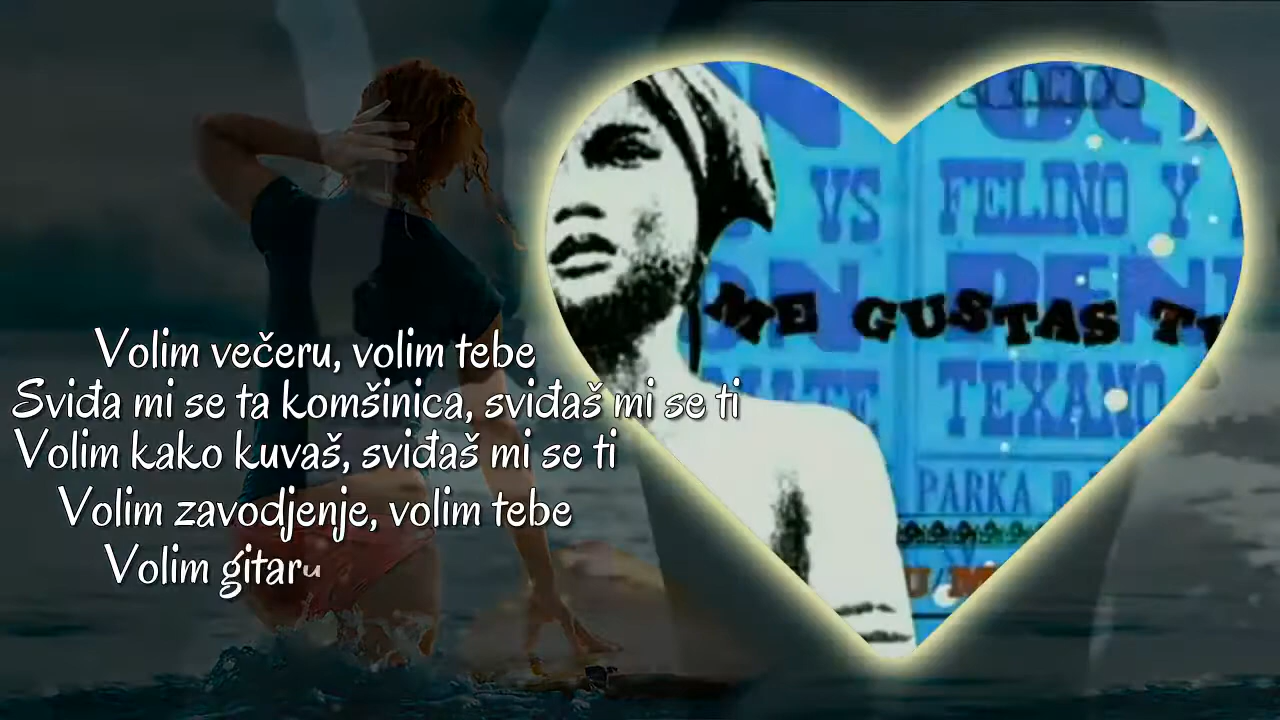 Volim večeru, volim tebe
Sviđa mi se ta komšinica, sviđaš mi se ti
Volim kako kuvaš, sviđaš mi se ti
Volim zavodjenje, volim tebe
Volim gitaru
VS
FELINO Y
ME GUSTAS TU
TEXANO
PARKA